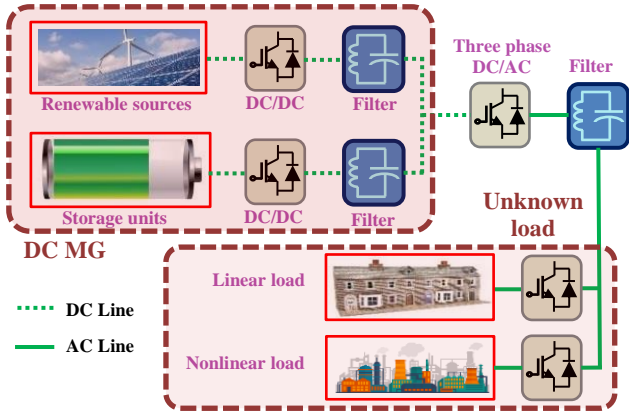 Renewable sources
DC/DC
Filter
Three phase
DC/AC
Filter
Storage units
DC/DC
Filter
DC MG
Unknown
load
Linear load
Nonlinear load
DC Line
AC Line